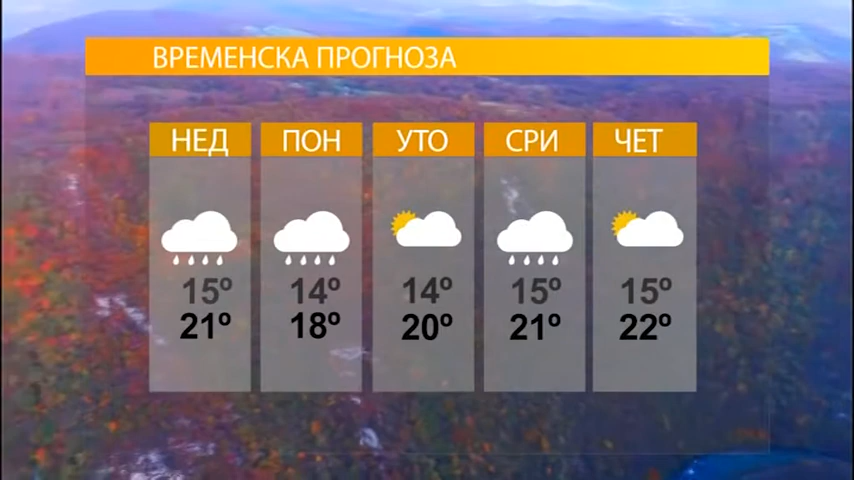 ВРЕМЕНСКА ПРОГНОЗА
НЕД ПОН УТО СРИ ЧЕТ
15º 14º 14º 15º 15º
21º 18º 20º 21º 22º